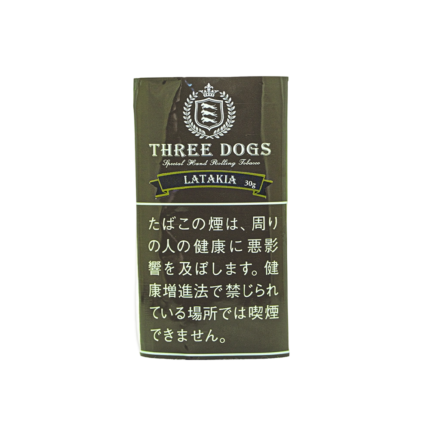 THREE DOGS
Special Hand Rolling Tobacco
LATAKIA 30g
たばこの煙は、周り
の人の健康に悪影
響を及ぼします。健
康増進法で禁じられ
ている場所では喫煙
できません。